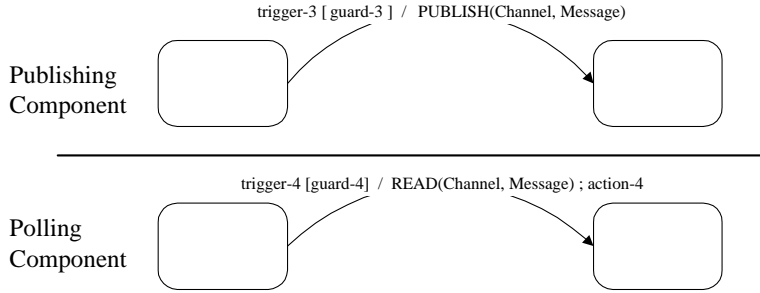 trigger-3 [ guard-3 ] / PUBLISH(Channel, Message)
Publishing
Component
trigger-4 [guard-4] / READ(Channel, Message) ; action-4
Polling
Component